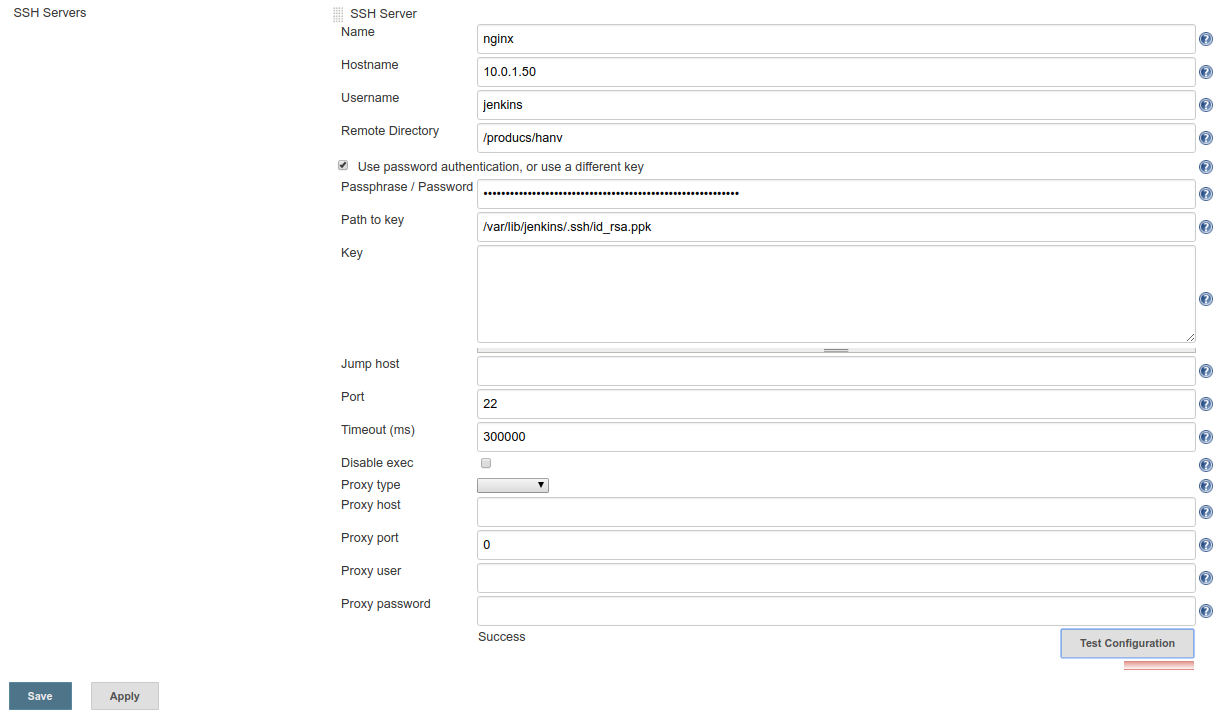 SSH Servers
SSH Server
Name
nginx
Hostname
10.0.1.50
Username
jenkins
Remote Directory
/producs/hanv
Use password authentication, or use a different key
Passphrase / Password
••••••••••••••••••••••••••••••••••••••••••••••••••••••••••
Path to key
/var/lib/jenkins/.ssh/id_rsa.ppk
Key
Jump host
Port
22
Timeout (ms)
300000
Disable exec
Proxy type
Proxy host
Proxy port
0
Proxy user
Proxy password
Success
Test Configuration
Save
Apply